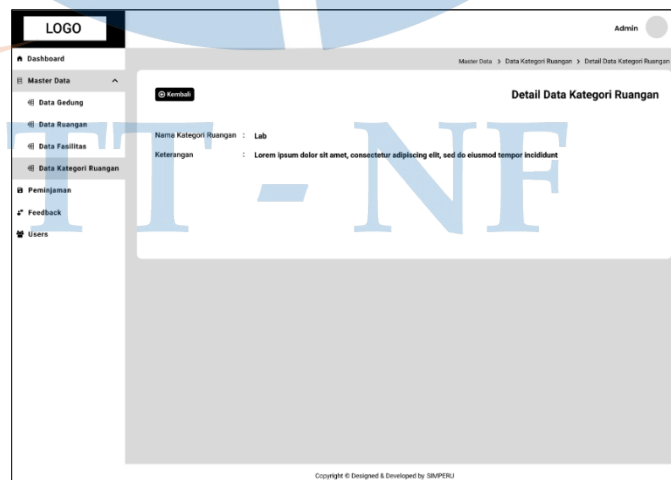 LOGO
Admin
Dashboard
Master Data > Data Kategori Ruangan > Detail Data Kategori Ruangan
Master Data
Kembali
Detail Data Kategori Ruangan
Data Gedung
Data Ruangan
Nama Kategori Ruangan : Lab
Data Fasilitas
Keterangan : Lorem ipsum dolor sit amet, consectetur adipiscing elit, sed do eiusmod tempor incididunt
Data Kategori Ruangan
Peminjaman
Feedback
Users
TT - NF
Copyright © Designed & Developed by SIMPERU